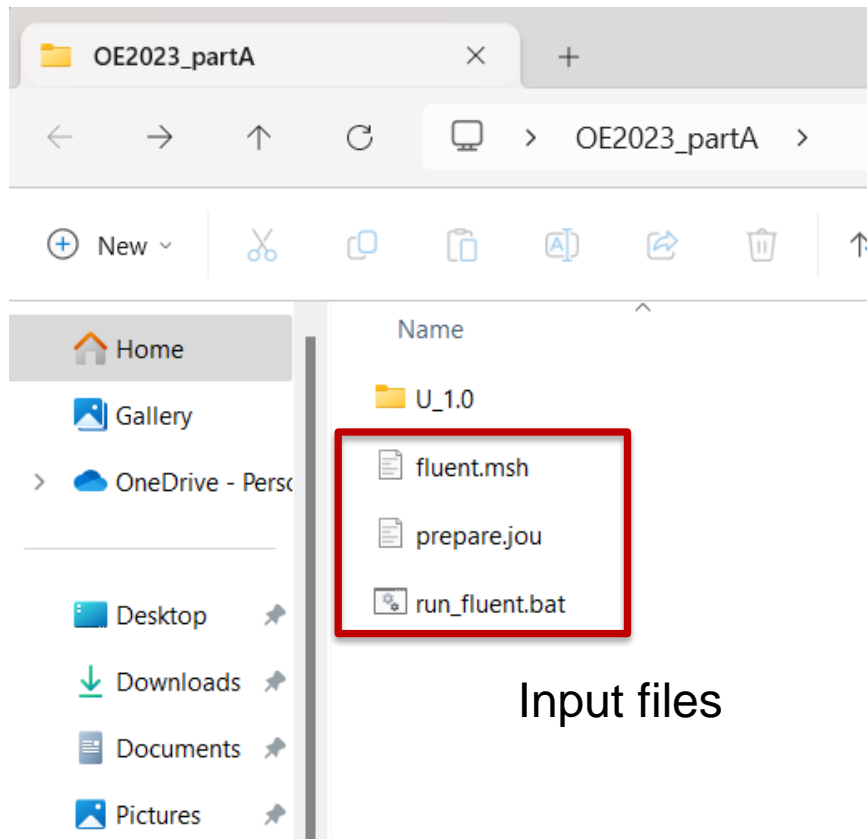 OE2023_partA
OE2023_partA
New
Name
Home
U_1.0
Gallery
fluent.msh
OneDrive - Persc
prepare.jou
run_fluent.bat
Desktop
Downloads
Input files
Documents
Pictures